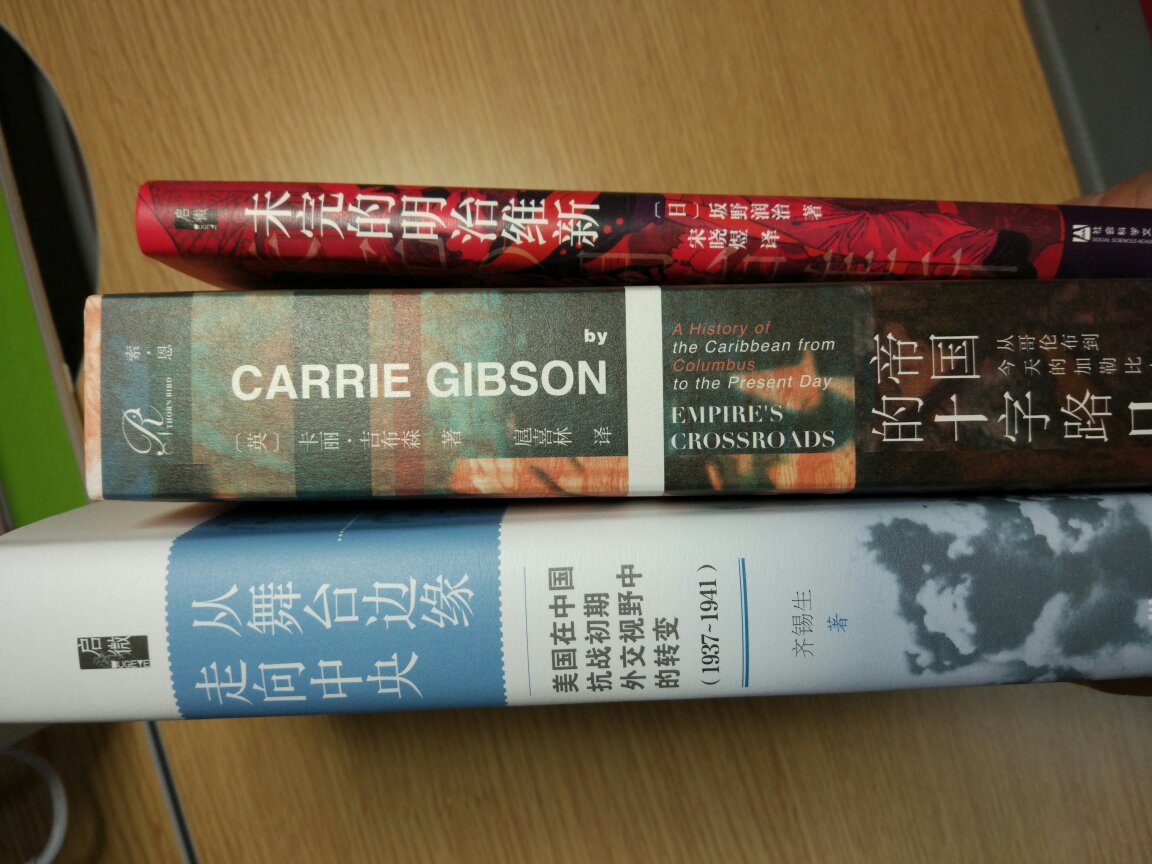 启微
未完的明治维新
〔日〕坂野润治 著
宋晓煜 译
社会科学文
SOCIAL SCIENCES ACADE
索·恩
THORN BIRD
by
CARRIE GIBSON
〔英〕卡丽·吉布森 著
扈喜林 译
A History of
the Caribbean from
Columbus
to the Present Day
EMPIRE'S
CROSSROADS
帝国
的十字路口
从哥伦布到
今天的加勒比
启微
从舞台边缘
走向中央
美国在中国
抗战初期
外交视野中
的转变
(1937~1941)
齐锡生
著